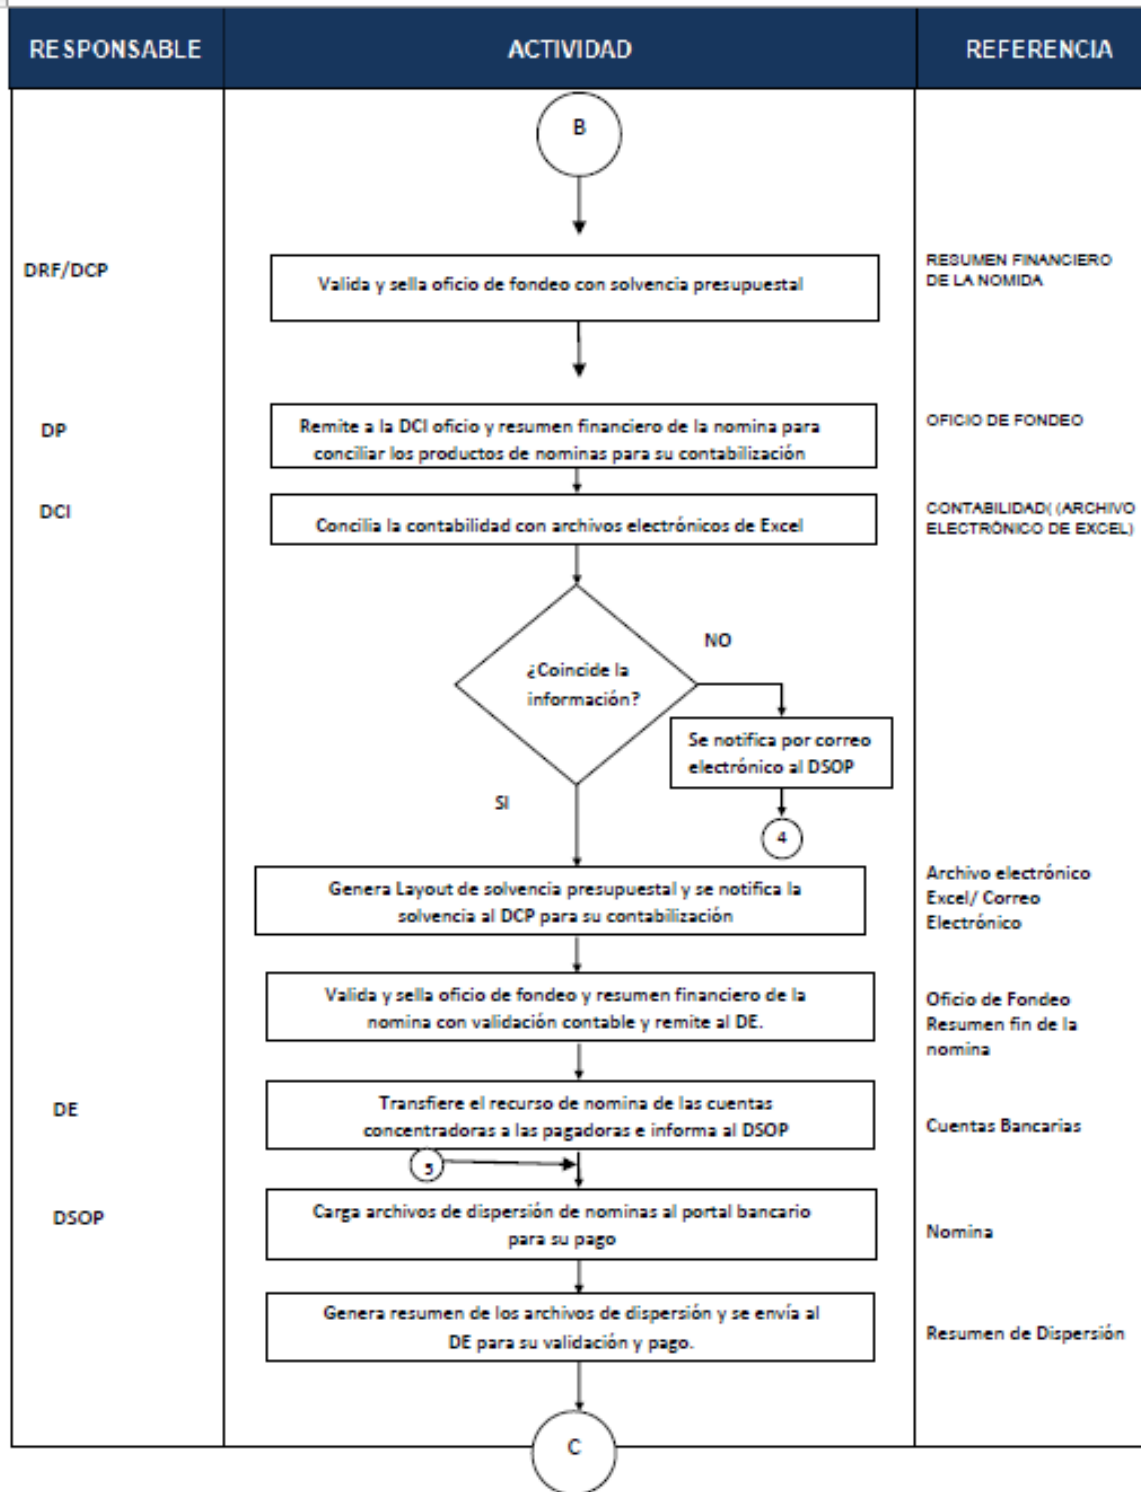 RESPONSABLE
ACTIVIDAD
REFERENCIA
B
DRF/DCP
Valida y sella oficio de fondeo con solvencia presupuestal
RESUMEN FINANCIERO
DE LA NOMIDA
DP
Remite a la DCI oficio y resumen financiero de la nomina para
conciliar los productos de nominas para su contabilización
OFICIO DE FONDEO
DCI
Concilia la contabilidad con archivos electrónicos de Excel
CONTABILIDAD( (ARCHIVO
ELECTRÓNICO DE EXCEL)
¿Coincide la
información?
NO
Se notifica por correo
electrónico al DSOP
SI
4
Genera Layout de solvencia presupuestal y se notifica la
solvencia al DCP para su contabilización
Archivo electrónico
Excel/ Correo
Electrónico
Valida y sella oficio de fondeo y resumen financiero de la
nomina con validación contable y remite al DE.
Oficio de Fondeo
Resumen fin de la
nomina
DE
Transfiere el recurso de nomina de las cuentas
concentradoras a las pagadoras e informa al DSOP
Cuentas Bancarias
5
DSOP
Carga archivos de dispersión de nominas al portal bancario
para su pago
Nomina
Genera resumen de los archivos de dispersión y se envía al
DE para su validación y pago.
Resumen de Dispersión
C